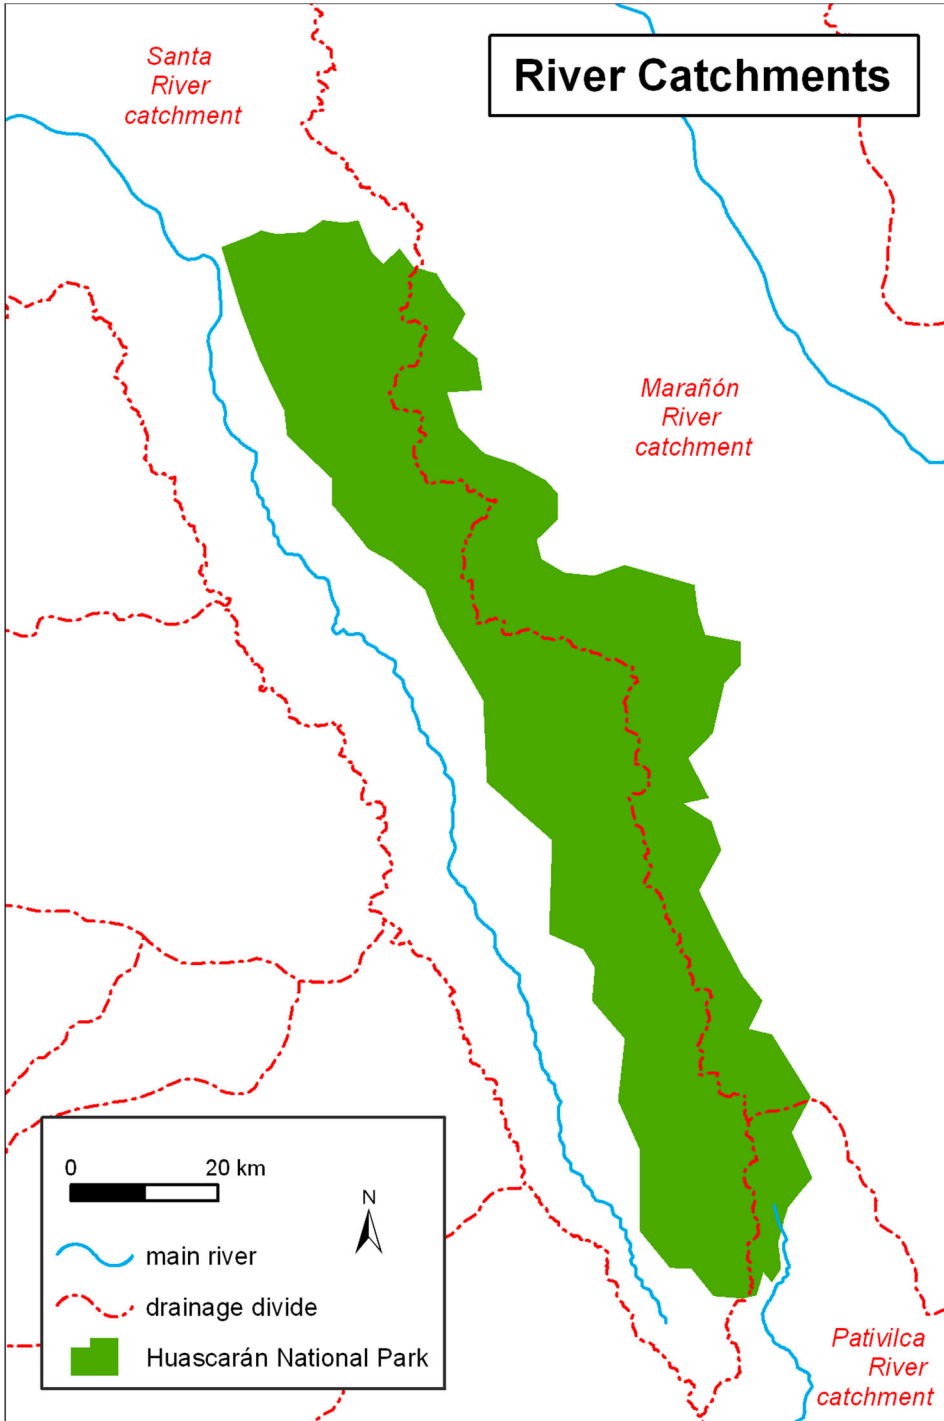 River Catchments
Santa
River
catchment
Marañón
River
catchment
0 20 km
N
main river
drainage divide
Huascarán National Park
Pativilca
River
catchment